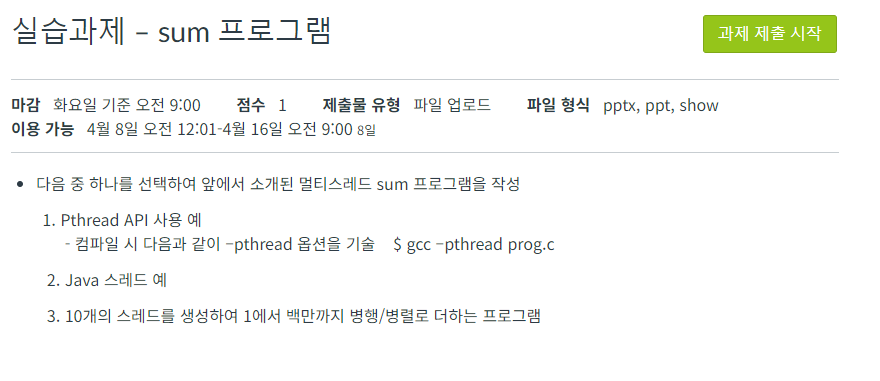 실습과제 – sum 프로그램
과제 제출 시작
마감 화요일 기준 오전 9:00 점수 1 제출물 유형 파일 업로드 파일 형식 pptx, ppt, show
이용 가능 4월 8일 오전 12:01-4월 16일 오전 9:00 8일
• 다음 중 하나를 선택하여 앞에서 소개된 멀티스레드 sum 프로그램을 작성
1. Pthread API 사용 예
- 컴파일 시 다음과 같이 –pthread 옵션을 기술 $ gcc –pthread prog.c
2. Java 스레드 예
3. 10개의 스레드를 생성하여 1에서 백만까지 병행/병렬로 더하는 프로그램